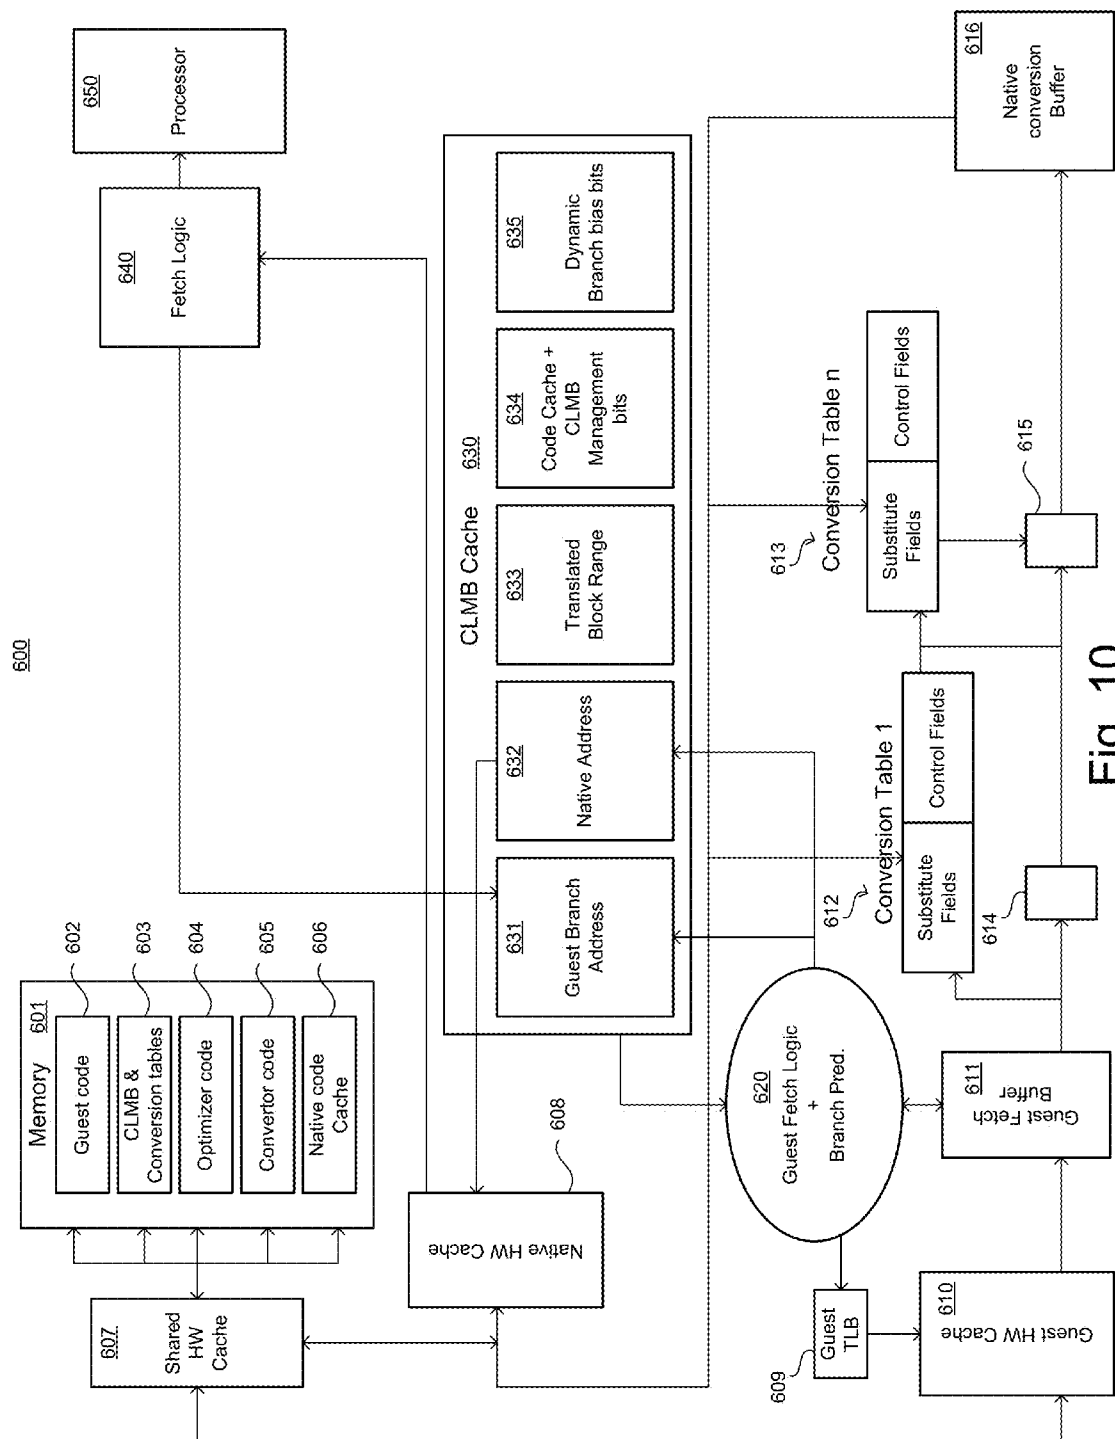 600
Memory
601
Guest code
602
CLMB &
Conversion tables
603
Optimizer code
604
Convertor code
605
Native code
Cache
606
607
Shared
HW
Cache
650
Processor
640
Fetch Logic
Native HW Cache
608
CLMB Cache
630
631
Guest Branch
Address
632
Native Address
633
Translated
Block Range
634
Code Cache +
CLMB
Management
bits
635
Dynamic
Branch bias bits
620
Guest Fetch Logic
+
Branch Pred.
Guest
TLB
609
610
Guest HW Cache
611
Guest Fetch
Buffer
612
Conversion Table 1
Substitute
Fields
Control Fields
614
613
Conversion Table n
Substitute
Fields
Control Fields
615
616
Native
conversion
Buffer
Fig. 10